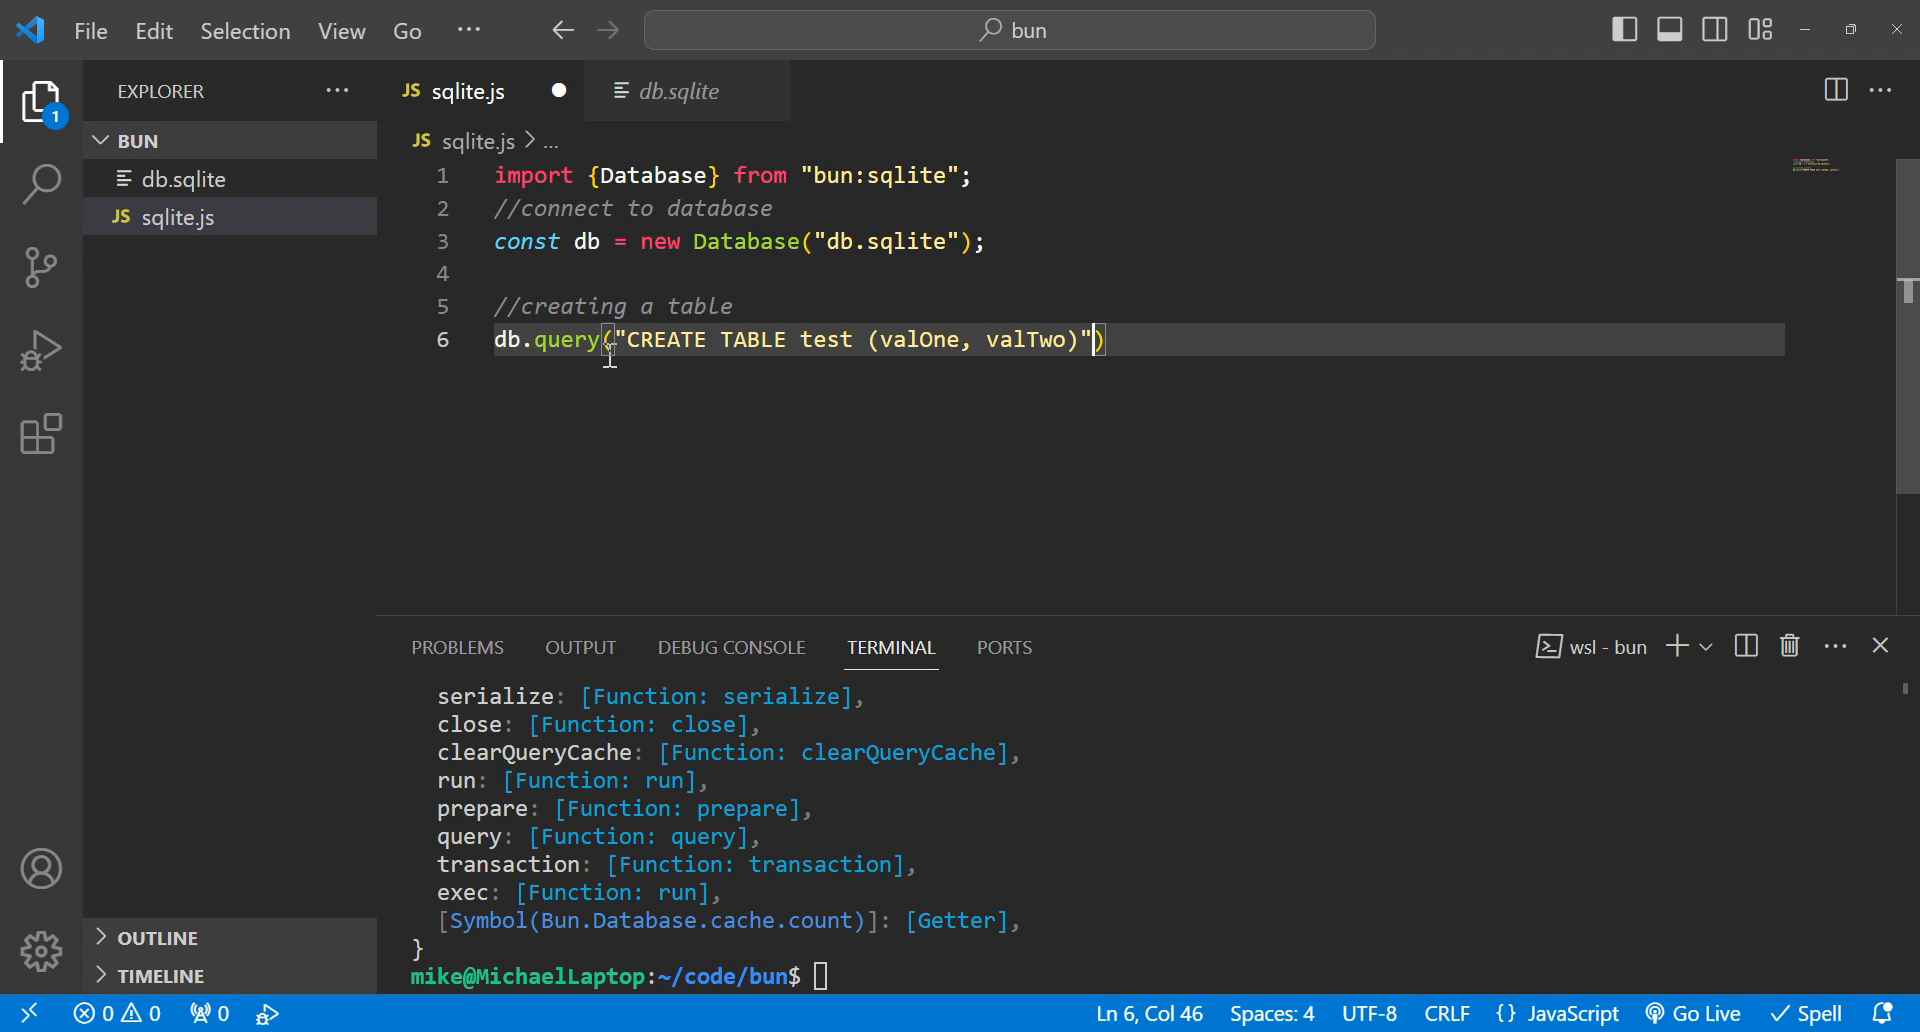 File Edit Selection View Go ··· bun
EXPLORER ···
BUN
db.sqlite
JS sqlite.js
OUTLINE
TIMELINE
1
JS sqlite.js db.sqlite ···
JS sqlite.js > ...
1 import {Database} from "bun:sqlite";
2 //connect to database
3 const db = new Database("db.sqlite");
4
5 //creating a table
6 db.query("CREATE TABLE test (valOne, valTwo)")
PROBLEMS OUTPUT DEBUG CONSOLE TERMINAL PORTS wsl - bun ···
serialize: [Function: serialize],
close: [Function: close],
clearQueryCache: [Function: clearQueryCache],
run: [Function: run],
prepare: [Function: prepare],
query: [Function: query],
transaction: [Function: transaction],
exec: [Function: run],
[Symbol(Bun.Database.cache.count)]: [Getter],
}
mike@MichaelLaptop:~/code/bun$
0 0 0 Ln 6, Col 46 Spaces: 4 UTF-8 CRLF {} JavaScript Go Live Spell